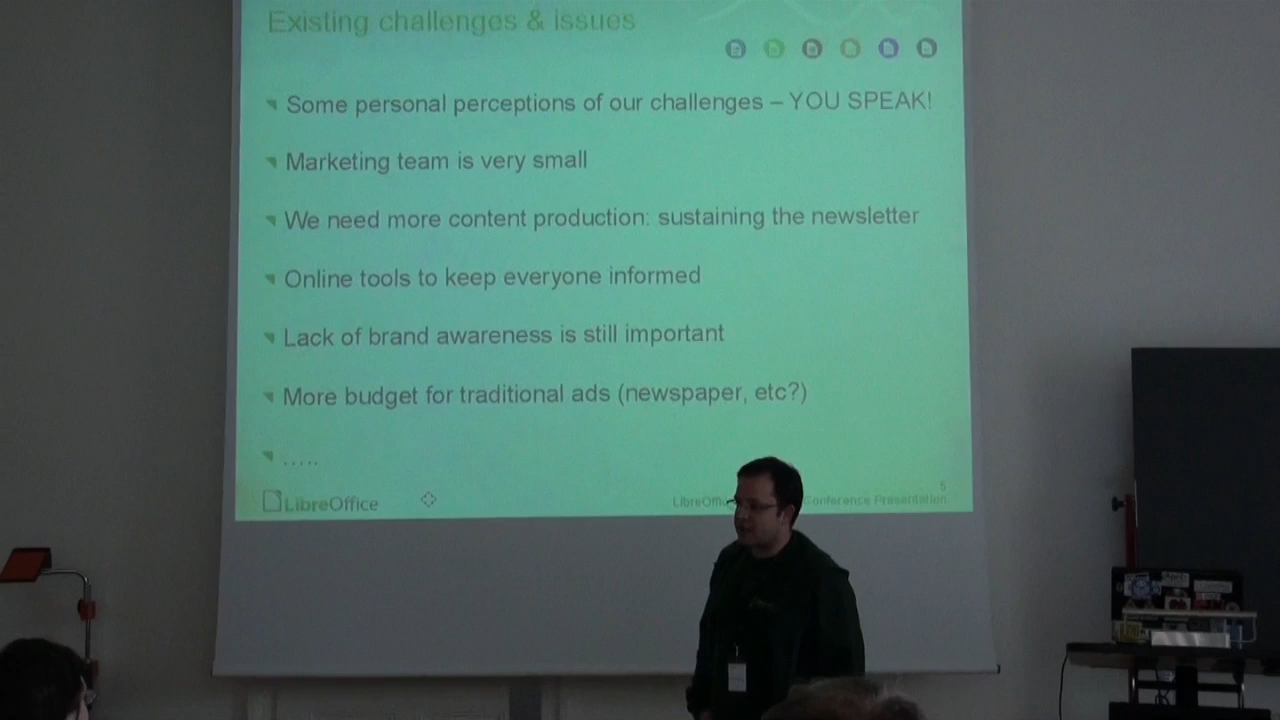 Existing challenges & issues
Some personal perceptions of our challenges – YOU SPEAK!
Marketing team is very small
We need more content production: sustaining the newsletter
Online tools to keep everyone informed
Lack of brand awareness is still important
More budget for traditional ads (newspaper, etc?)
.....
5
LibreOffice
LibreOffi Conference Presentation